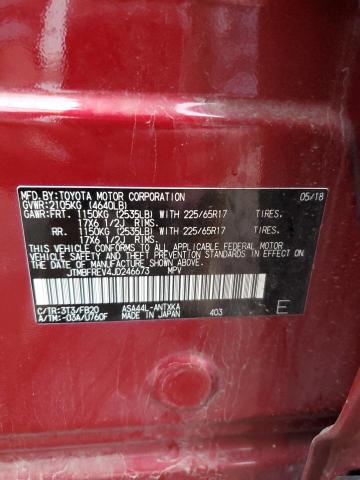 MFD.BY:TOYOTA MOTOR CORPORATION 05/18
GVWR:2105KG (4640LB)
GAWR:FRT. 1150KG (2535LB) WITH 225/65R17 TIRES.
17X6 1/2J RIMS.
RR. 1150KG (2535LB) WITH 225/65R17 TIRES.
17X6 1/2J RIMS.
THIS VEHICLE CONFORMS TO ALL APPLICABLE FEDERAL MOTOR
VEHICLE SAFETY AND BUMPER STANDARDS IN EFFECT ON THE
DATE OF MANUFACTURE SHOWN ABOVE.
JTMBFREV4JD246673 MPV
C/TR:3T3/FB20 ASA44L-ANTXKA
A/TM:-03A/U760F MADE IN JAPAN 403 E